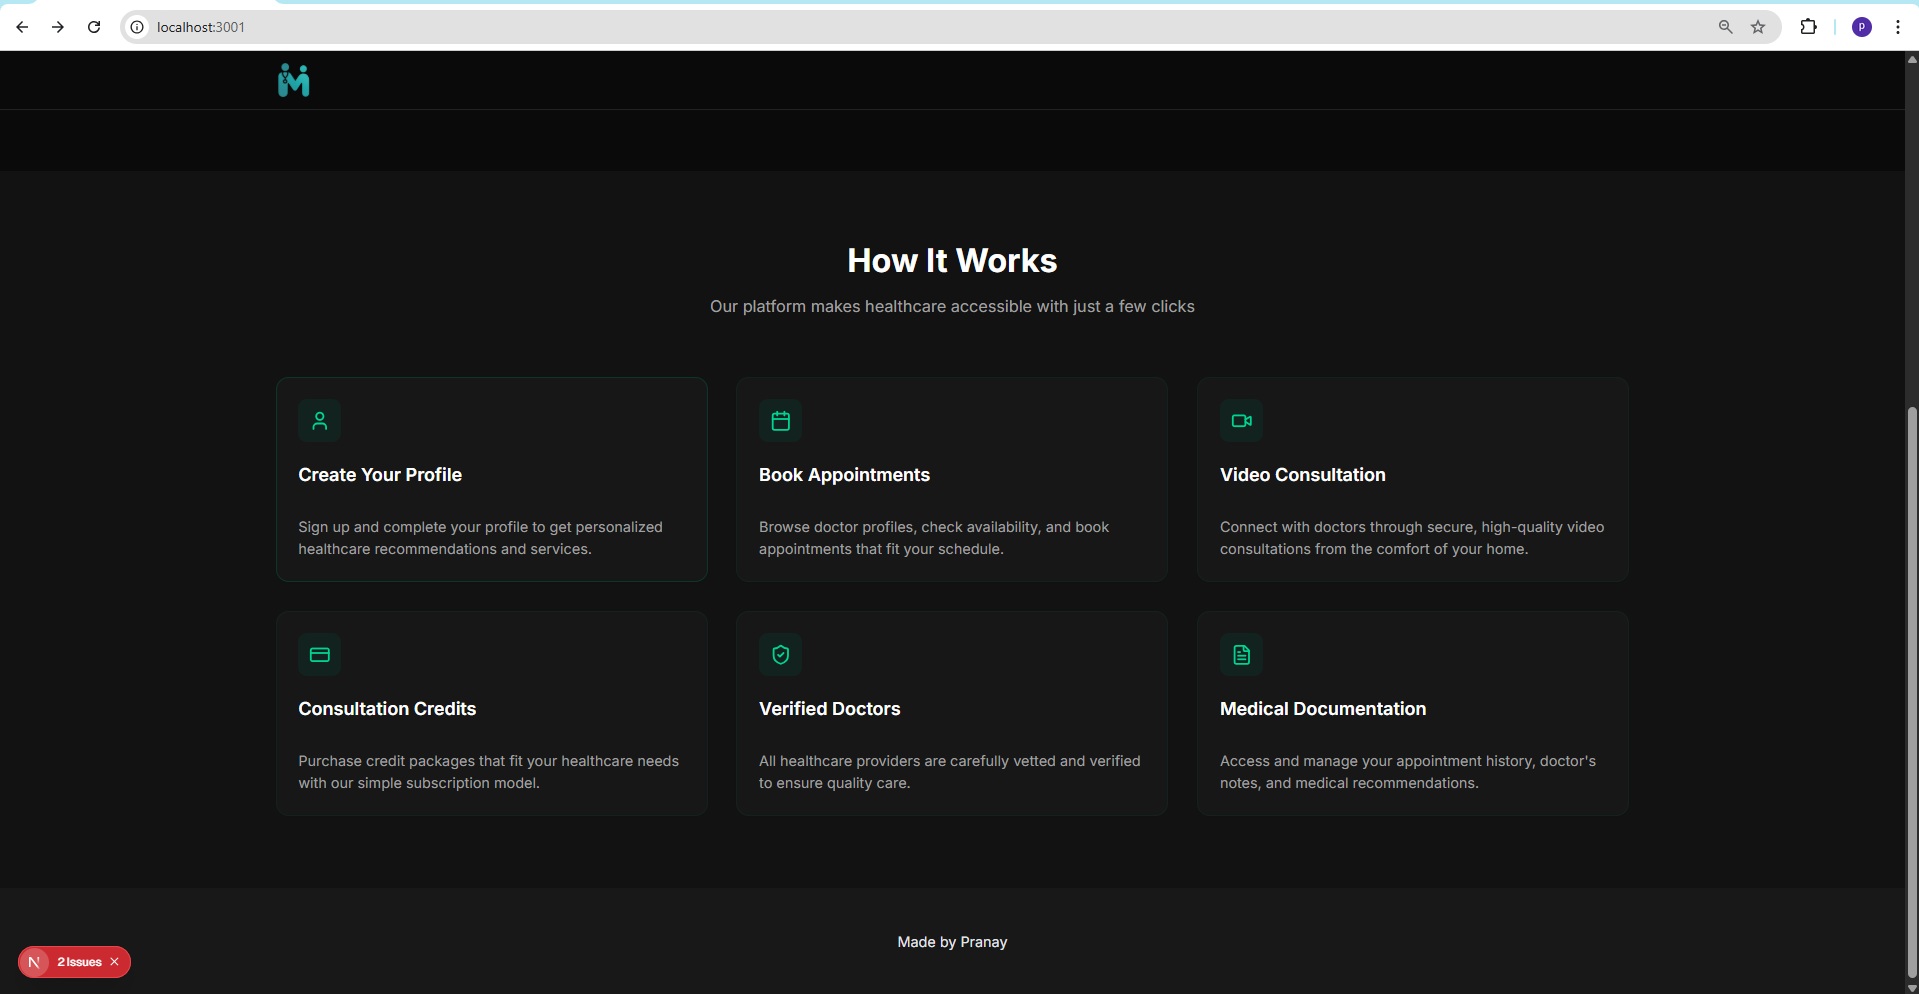 localhost:3001
P
M
How It Works
Our platform makes healthcare accessible with just a few clicks
Create Your Profile
Sign up and complete your profile to get personalized
healthcare recommendations and services.
Book Appointments
Browse doctor profiles, check availability, and book
appointments that fit your schedule.
Video Consultation
Connect with doctors through secure, high-quality video
consultations from the comfort of your home.
Consultation Credits
Purchase credit packages that fit your healthcare needs
with our simple subscription model.
Verified Doctors
All healthcare providers are carefully vetted and verified
to ensure quality care.
Medical Documentation
Access and manage your appointment history, doctor's
notes, and medical recommendations.
Made by Pranay
N 2 Issues